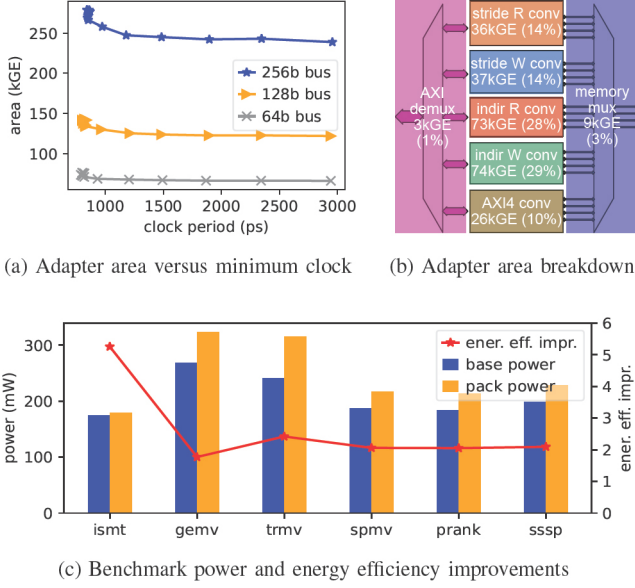 250
200
150
100
area (kGE)
256b bus
128b bus
64b bus
1000 1500 2000 2500 3000
clock period (ps)
(a) Adapter area versus minimum clock
stride R conv
36kGE (14%)
stride W conv
37kGE (14%)
AXI
demux
3kGE
(1%)
indir R conv
73kGE (28%)
memory
mux
9kGE
(3%)
indir W conv
74kGE (29%)
AXI4 conv
26kGE (10%)
(b) Adapter area breakdown
300
200
100
0
power (mW)
ener. eff. impr.
base power
pack power
6
5
4
3
2
1
0
ener. eff. impr.
ismt gemv trmv spmv prank sssp
(c) Benchmark power and energy efficiency improvements